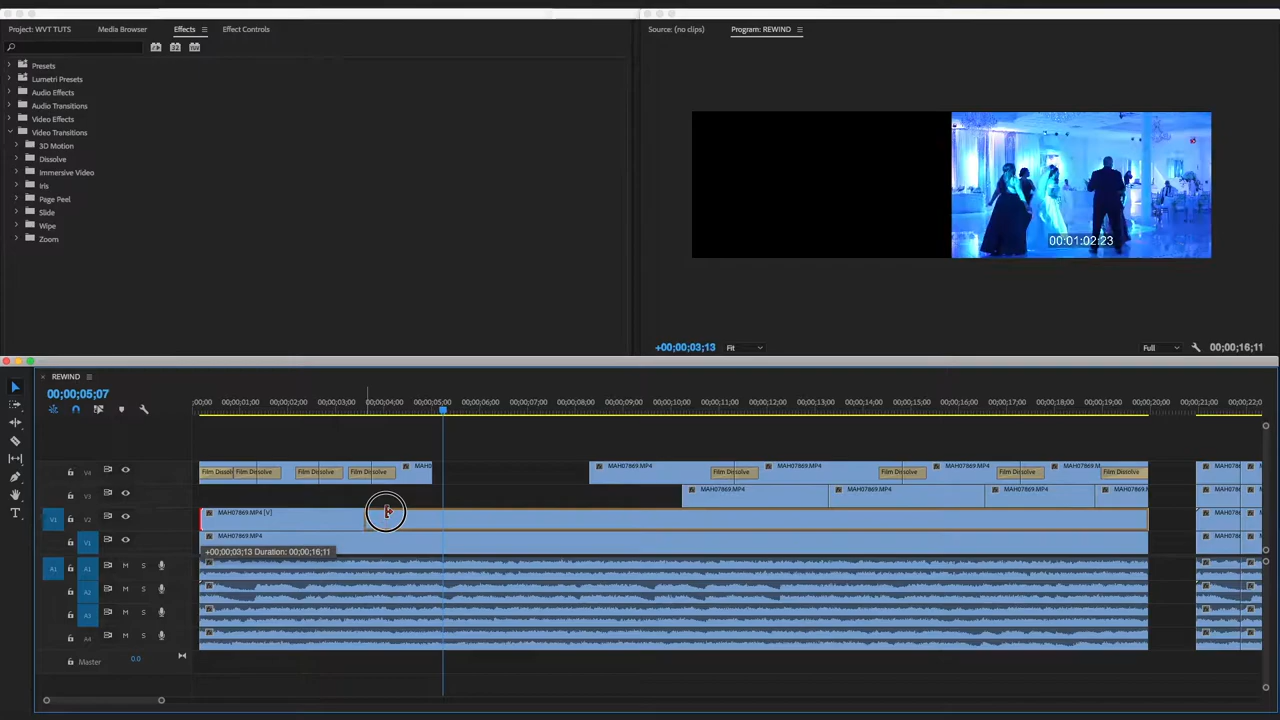 Project: WVT TUTS Media Browser Effects Effect Controls
Source: (no clips) Program: REWIND
Presets
Lumetri Presets
Audio Effects
Audio Transitions
Video Effects
Video Transitions
3D Motion
Dissolve
Immersive Video
Iris
Page Peel
Slide
Wipe
Zoom
00:01:02:23
+00;00;03;13 Fit Full 00;00;16;11
REWIND
00;00;05;07
;00;00 00;00;01;00 00;00;02;00 00;00;03;00 00;00;04;00 00;00;05;00 00;00;06;00 00;00;07;00 00;00;08;00 00;00;09;00 00;00;10;00 00;00;11;00 00;00;12;00 00;00;13;00 00;00;14;00 00;00;15;00 00;00;16;00 00;00;17;00 00;00;18;00 00;00;19;00 00;00;20;00 00;00;21;00 00;00;22;0
V4 Film Dissol Film Dissolve Film Dissolve Film Dissolve MAH0 MAH07869.MP4 Film Dissolve MAH07869.MP4 Film Dissolve MAH07869.MP4 Film Dissolve MAH07869.M Film Dissolve
V3 MAH07869.MP4 MAH07869.MP4 MAH07869.MP4 MAH07869.MP4
V1 V2 MAH07869.MP4 [V]
V1 MAH07869.MP4
+00;00;03;13 Duration: 00;00;16;11
A1 A1 M S
A2 M S
A3 M S
A4 M S
Master 0.0